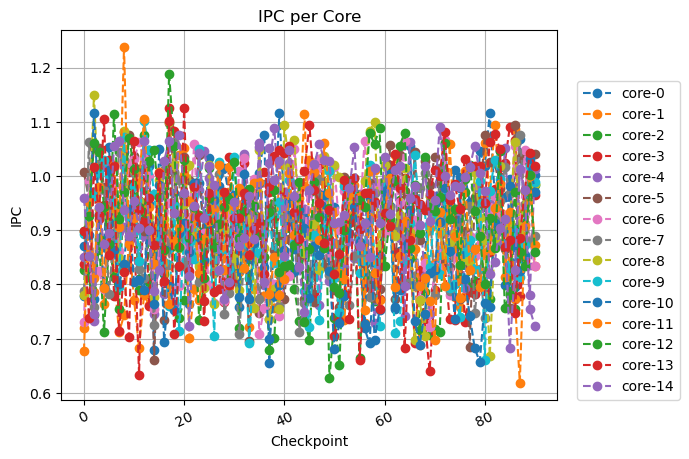 IPC per Core
IPC
1.2
1.1
1.0
0.9
0.8
0.7
0.6
0
20
40
60
80
Checkpoint
core-0
core-1
core-2
core-3
core-4
core-5
core-6
core-7
core-8
core-9
core-10
core-11
core-12
core-13
core-14